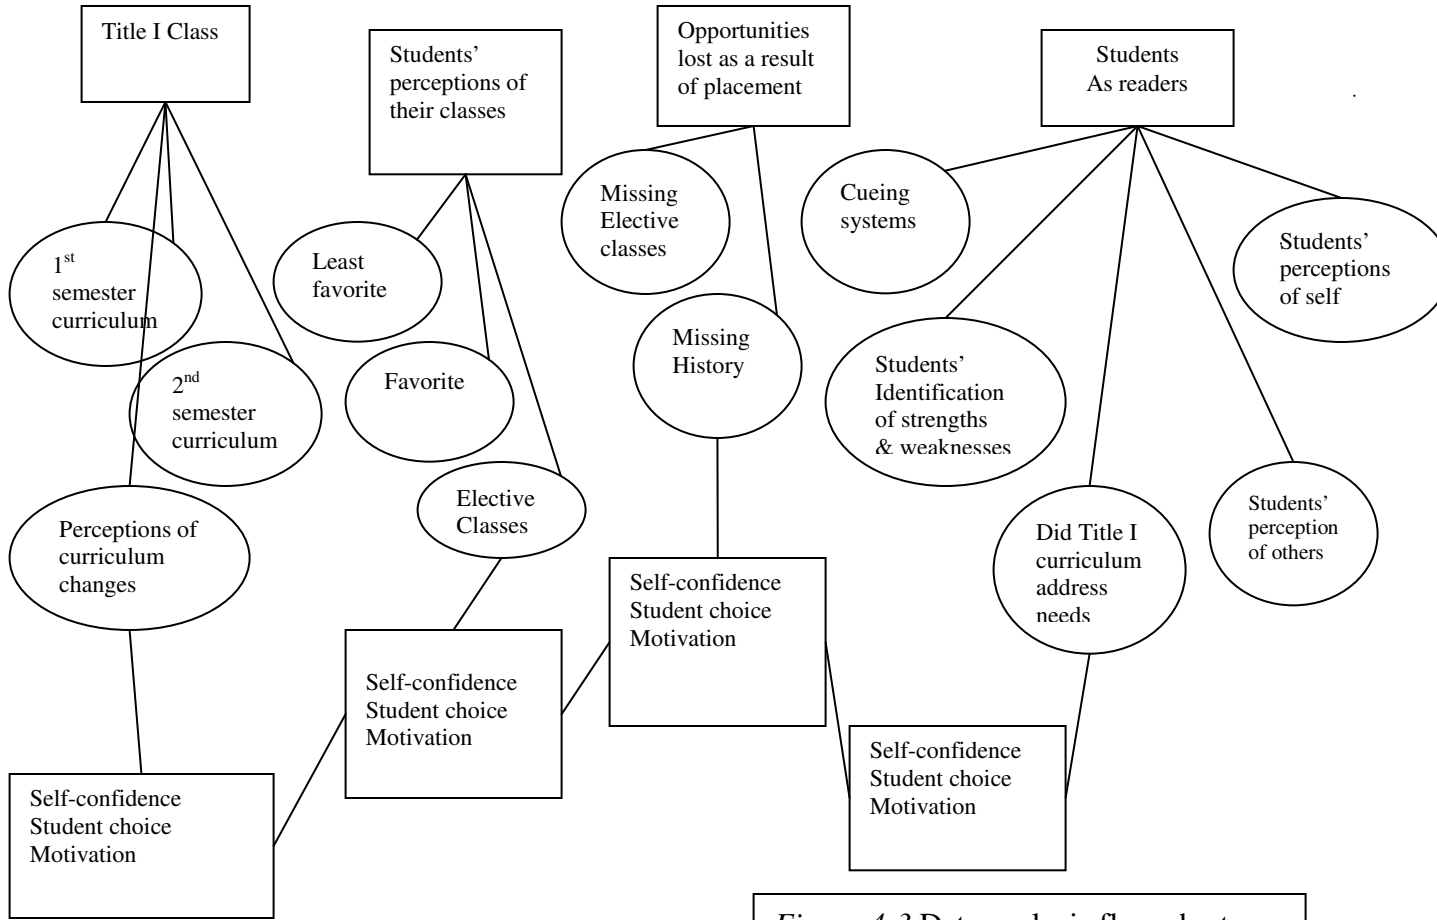 Title I Class
Students’
perceptions of
their classes
Opportunities
lost as a result
of placement
Students
As readers
.
1st
semester
curriculum
2nd
semester
curriculum
Perceptions of
curriculum
changes
Least
favorite
Favorite
Elective
Classes
Missing
Elective
classes
Missing
History
Cueing
systems
Students’
Identification
of strengths
& weaknesses
Did Title I
curriculum
address
needs
Students’
perception
of others
Students’
perceptions
of self
Self-confidence
Student choice
Motivation
Self-confidence
Student choice
Motivation
Self-confidence
Student choice
Motivation
Self-confidence
Student choice
Motivation
Figure 4-3 Data analysis flow chart